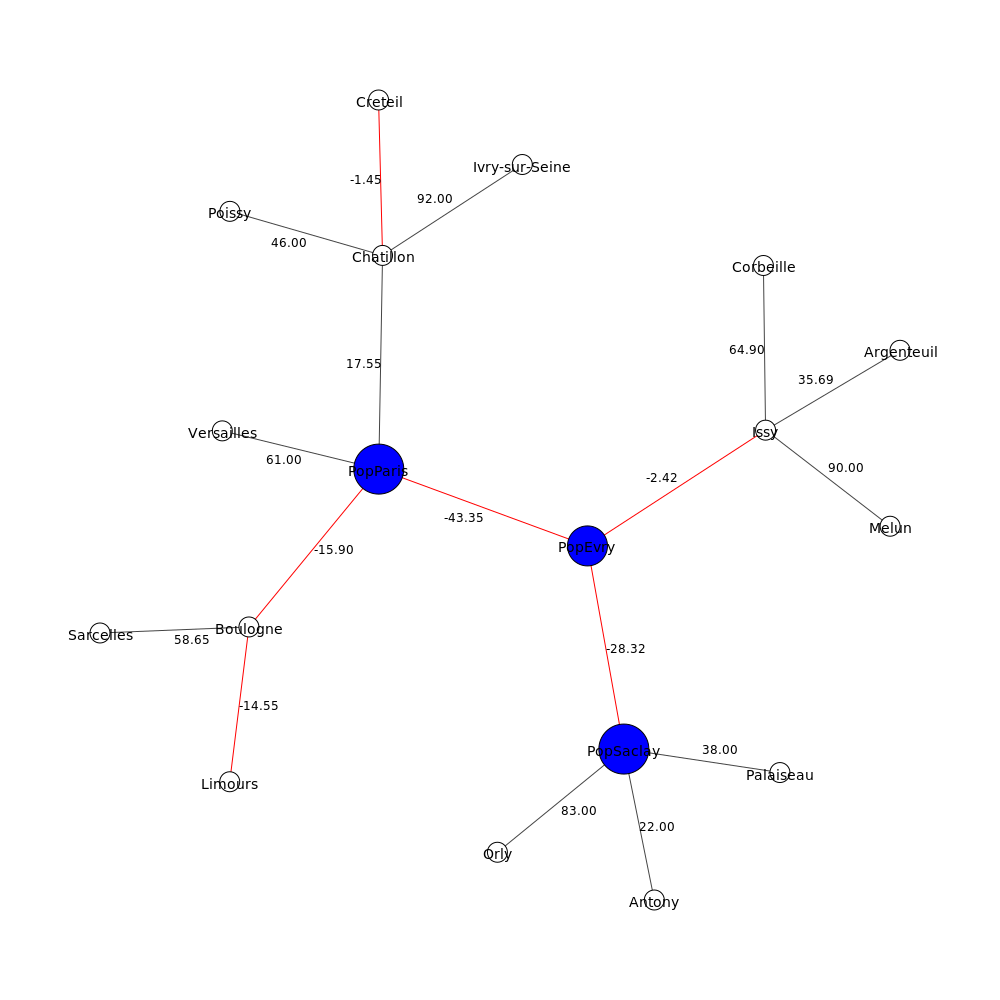 Creteil
Ivry-sur-Seine
-1.45
92.00
Poissy
46.00
Chatillon
Corbeille
64.90
Argenteuil
17.55
35.69
Versailles
Issy
61.00
PopParis
90.00
-2.42
-43.35
Melun
PopEvry
-15.90
Sarcelles
58.65
Boulogne
-28.32
-14.55
PopSaclay
38.00
Palaiseau
Limours
83.00
22.00
Orly
Antony